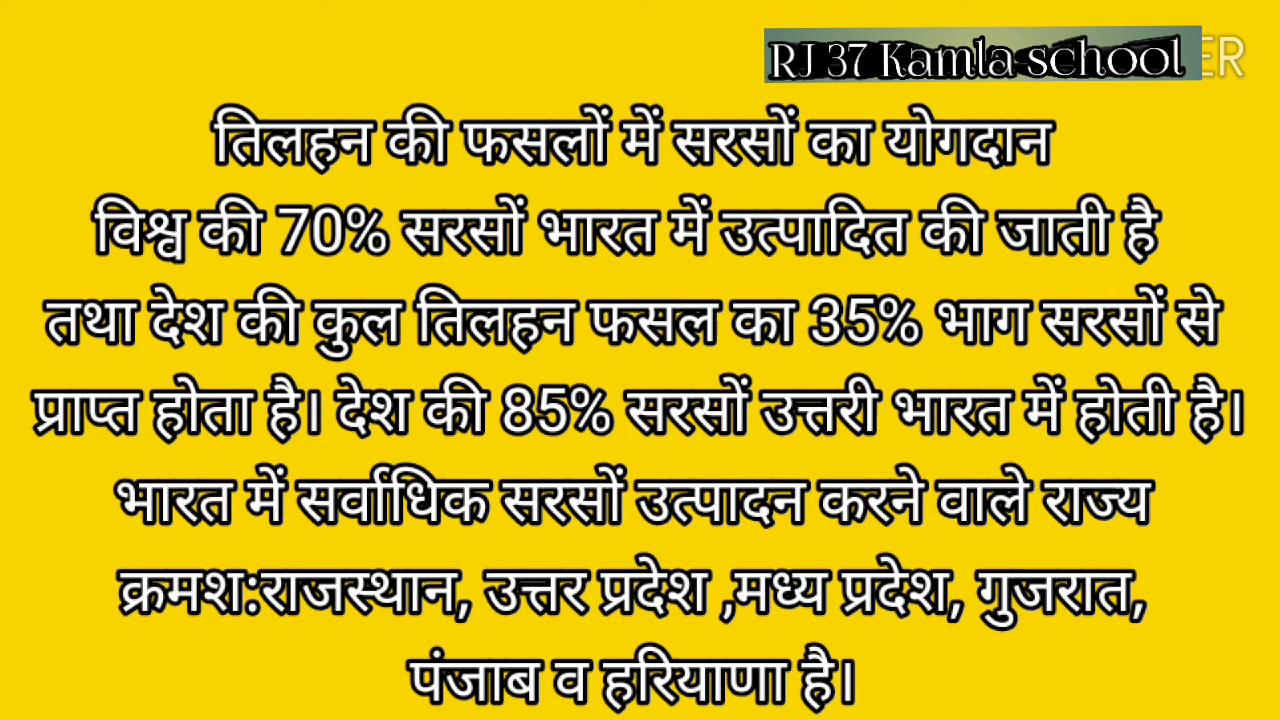 RJ 37 Kamla school ER
तिलहन की फसलों में सरसों का योगदान
विश्व की 70% सरसों भारत में उत्पादित की जाती है
तथा देश की कुल तिलहन फसल का 35% भाग सरसों से
प्राप्त होता है। देश की 85% सरसों उत्तरी भारत में होती है।
भारत में सर्वाधिक सरसों उत्पादन करने वाले राज्य
क्रमश:राजस्थान, उत्तर प्रदेश ,मध्य प्रदेश, गुजरात,
पंजाब व हरियाणा है।